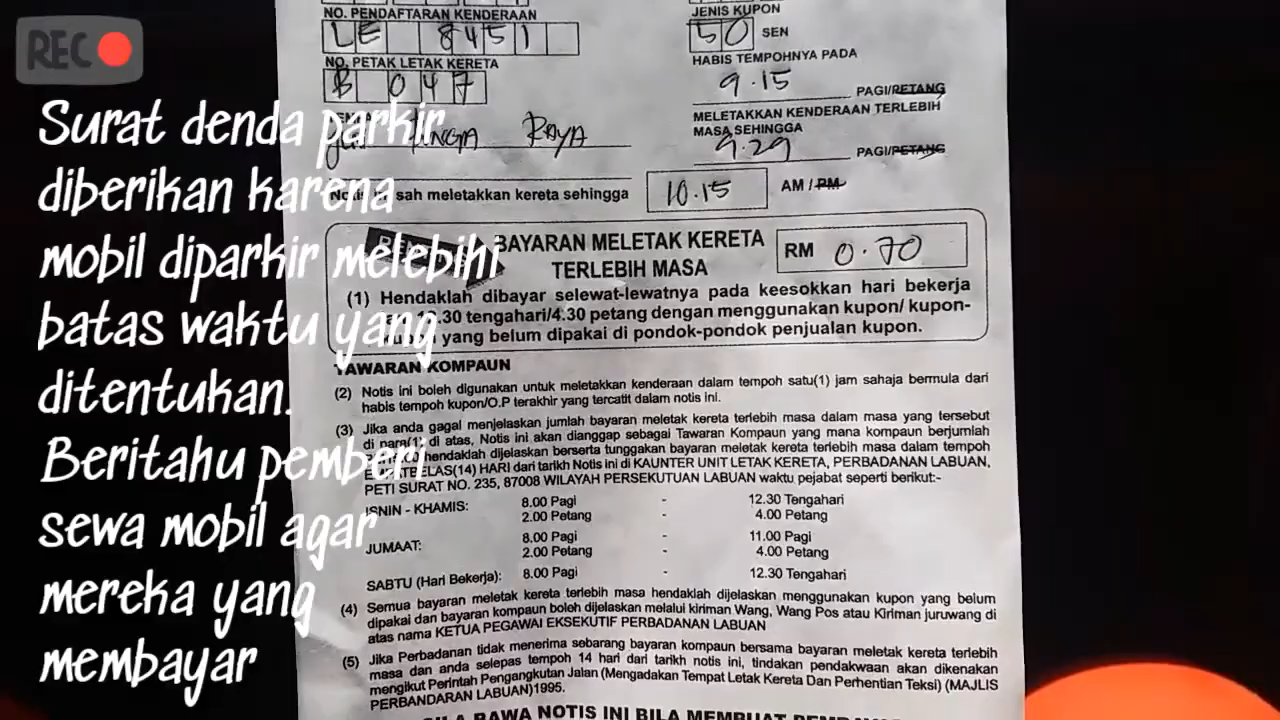 REC
NO. PENDAFTARAN KENDERAAN
LE 8451
NO. PETAK LETAK KERETA
B 047
RAYA
JENIS KUPON
50 SEN
HABIS TEMPOHNYA PADA
9.15 PAGI/PETANG
MELETAKKAN KENDERAAN TERLEBIH
MASA SEHINGGA
9.29 PAGI/PETANG
sah meletakkan kereta sehingga 10.15 AM / PM
BAYARAN MELETAK KERETA
TERLEBIH MASA
RM 0.70
(1) Hendaklah dibayar selewat-lewatnya pada keesokkan hari bekerja
.30 tengahari/4.30 petang dengan menggunakan kupon/ kupon-
yang belum dipakai di pondok-pondok penjualan kupon.
TAWARAN KOMPAUN
(2) Notis ini boleh digunakan untuk meletakkan kenderaan dalam tempoh satu(1) jam sahaja bermula dari
habis tempoh kupon/O.P terakhir yang tercatit dalam notis ini.
(3) Jika anda gagal menjelaskan jumlah bayaran meletak kereta terlebih masa dalam masa yang tersebut
di para(1) di atas, Notis ini akan dianggap sebagai Tawaran Kompaun yang mana kompaun berjumlah
hendaklah dijelaskan berserta tunggakan bayaran meletak kereta terlebih masa dalam tempoh
EMPATBELAS(14) HARI dari tarikh Notis ini di KAUNTER UNIT LETAK KERETA, PERBADANAN LABUAN,
PETI SURAT NO. 235, 87008 WILAYAH PERSEKUTUAN LABUAN waktu pejabat seperti berikut:-
ISNIN - KHAMIS: 8.00 Pagi - 12.30 Tengahari
2.00 Petang - 4.00 Petang
JUMAAT: 8.00 Pagi - 11.00 Pagi
2.00 Petang - 4.00 Petang
SABTU (Hari Bekerja): 8.00 Pagi - 12.30 Tengahari
(4) Semua bayaran meletak kereta terlebih masa hendaklah dijelaskan menggunakan kupon yang belum
dipakai dan bayaran kompaun boleh dijelaskan melalui kiriman Wang, Wang Pos atau Kiriman juruwang di
atas nama KETUA PEGAWAI EKSEKUTIF PERBADANAN LABUAN
(5) Jika Perbadanan tidak menerima sebarang bayaran kompaun bersama bayaran meletak kereta terlebih
masa dan anda selepas tempoh 14 hari dari tarikh notis ini, tindakan pendakwaan akan dikenakan
mengikut Perintah Pengangkutan Jalan (Mengadakan Tempat Letak Kereta Dan Perhentian Teksi) (MAJLIS
PERBANDARAN LABUAN)1995.
BAWA NOTIS INI BILA MEMBUAT
Surat denda parkir
diberikan karena
mobil diparkir melebihi
batas waktu yang
ditentukan.
Beritahu pemberi
sewa mobil agar
mereka yang
membayar